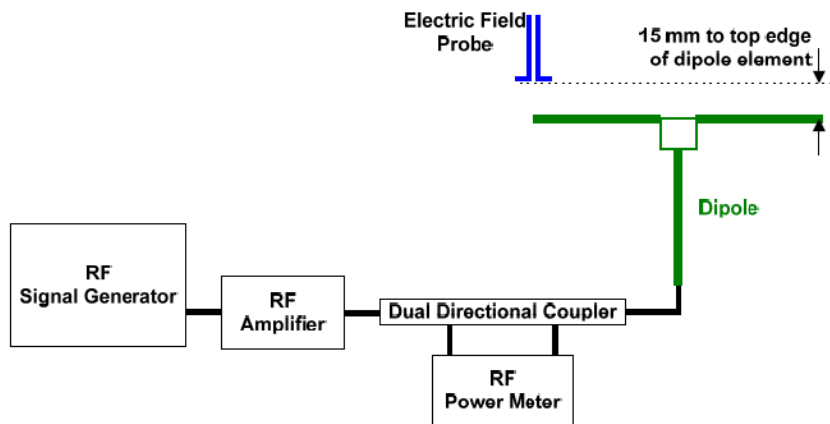 Electric Field
Probe
15 mm to top edge
of dipole element
Dipole
RF
Signal Generator
RF
Amplifier
Dual Directional Coupler
RF
Power Meter